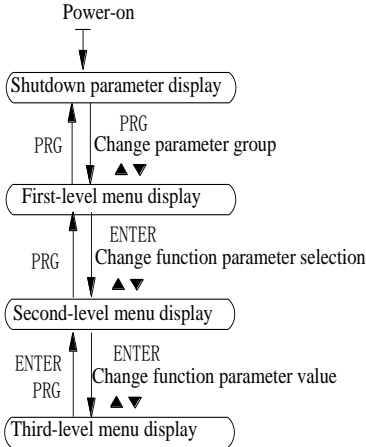 Power-on
Shutdown parameter display
PRG
PRG
Change parameter group
▲ ▼
First-level menu display
ENTER
PRG
Change function parameter selection
▲ ▼
Second-level menu display
ENTER
ENTER
PRG
Change function parameter value
▲ ▼
Third-level menu display